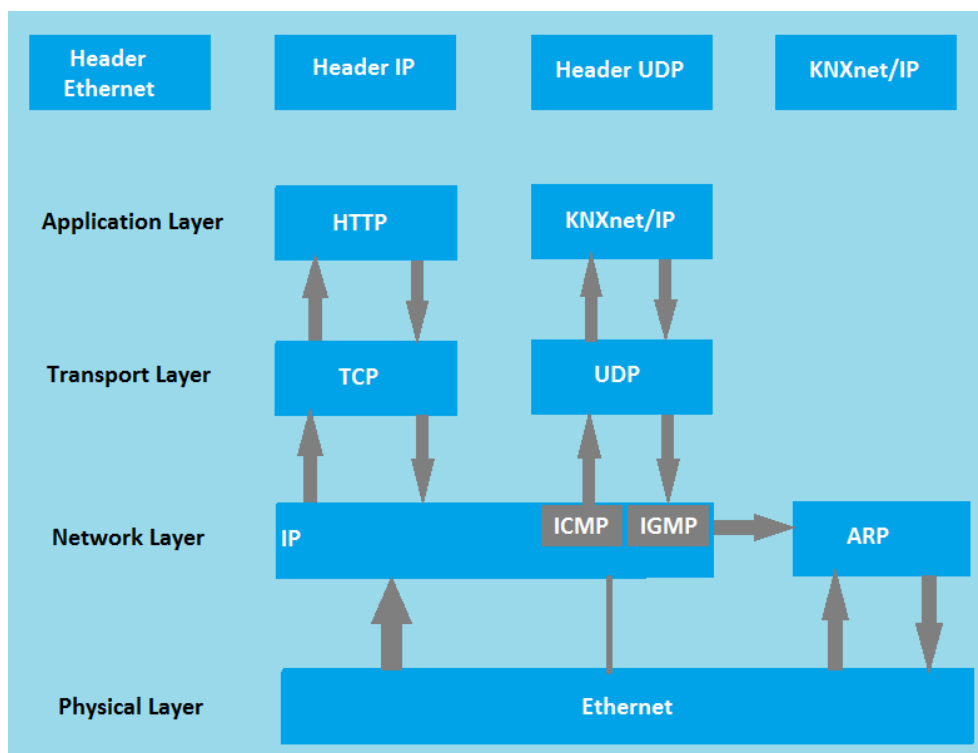 Header
Ethernet
Header IP
Header UDP
KNXnet/IP
Application Layer
HTTP
KNXnet/IP
Transport Layer
TCP
UDP
Network Layer
IP
ICMP
IGMP
ARP
Physical Layer
Ethernet